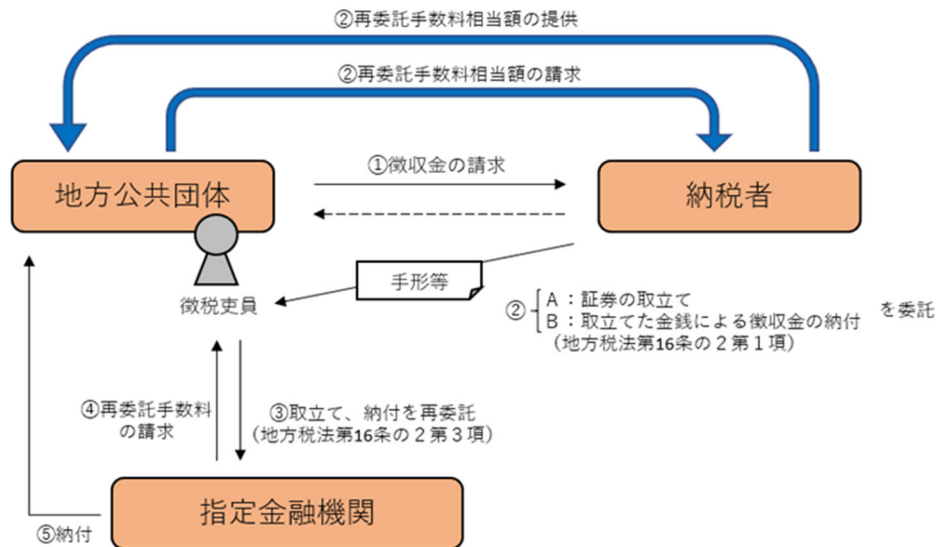 ②再委託手数料相当額の提供
②再委託手数料相当額の請求
地方公共団体
①徴収金の請求
納税者
手形等
徴税吏員
② A：証券の取立て
B：取立てた金銭による徴収金の納付
（地方税法第16条の２第１項）
を委託
④再委託手数料
の請求
③取立て、納付を再委託
（地方税法第16条の２第３項）
指定金融機関
⑤納付